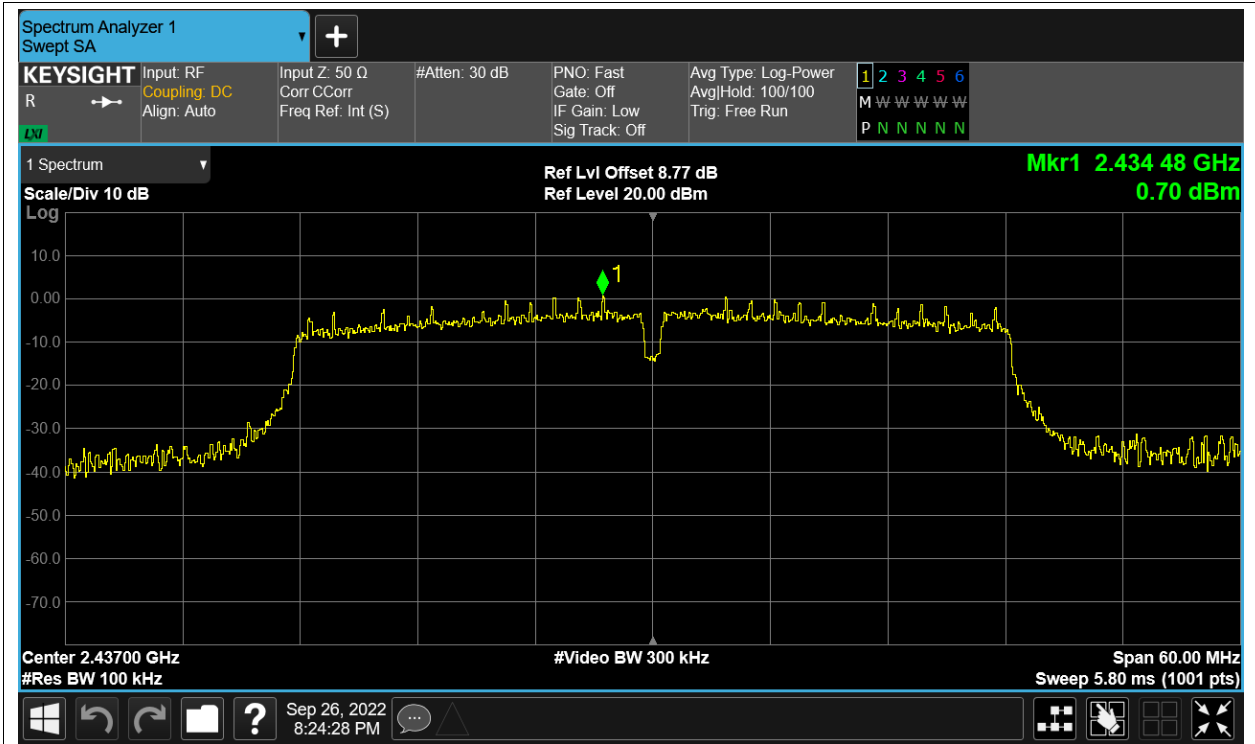 Spectrum Analyzer 1
Swept SA
KEYSIGHT
R
LXI
Input: RF
Coupling: DC
Align: Auto
Input Z: 50 Ω
Corr CCorr
Freq Ref: Int (S)
#Atten: 30 dB
PNO: Fast
Gate: Off
IF Gain: Low
Sig Track: Off
Avg Type: Log-Power
Avg|Hold: 100/100
Trig: Free Run
1 2 3 4 5 6
M W W W W W
P N N N N N
1 Spectrum
Scale/Div 10 dB
Ref Lvl Offset 8.77 dB
Ref Level 20.00 dBm
Mkr1 2.434 48 GHz
0.70 dBm
Log
10.0
0.00
-10.0
-20.0
-30.0
-40.0
-50.0
-60.0
-70.0
1
Center 2.43700 GHz
#Res BW 100 kHz
#Video BW 300 kHz
Span 60.00 MHz
Sweep 5.80 ms (1001 pts)
?
Sep 26, 2022
8:24:28 PM